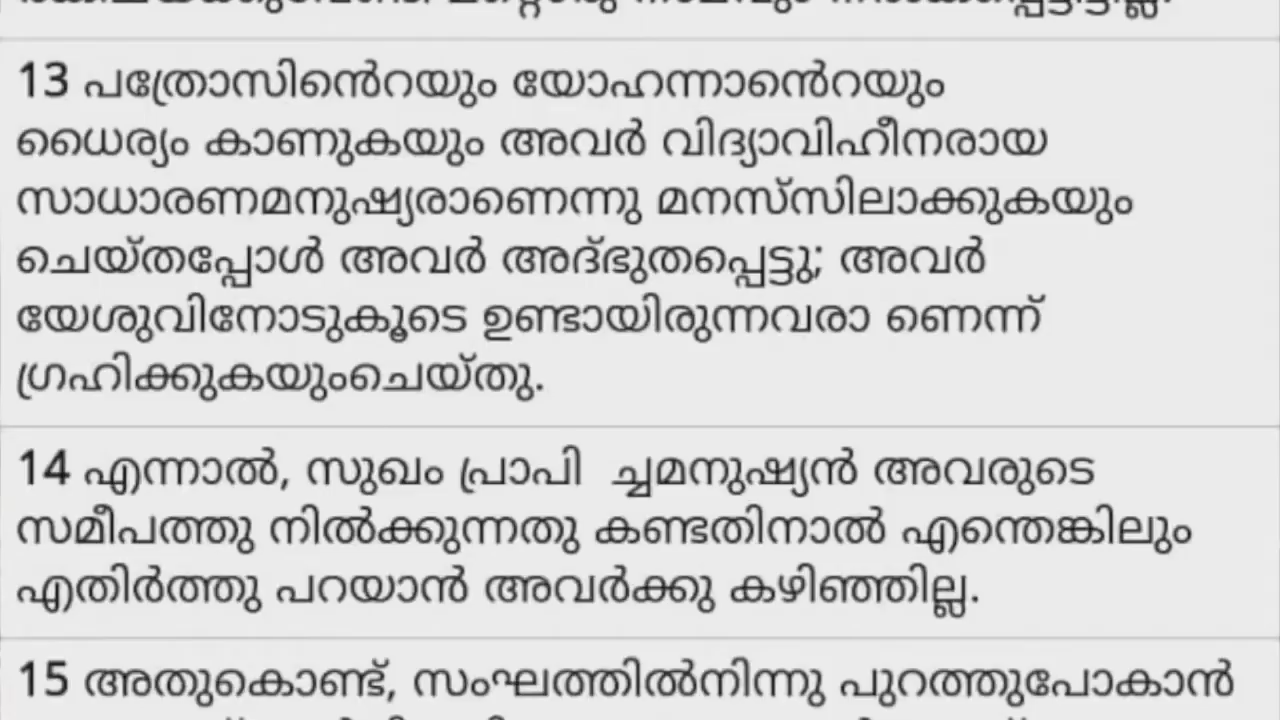 13 പത്രോസിൻെറയും യോഹന്നാൻെറയും
ധൈര്യം കാണുകയും അവർ വിദ്യാവിഹീനരായ
സാധാരണമനുഷ്യരാണെന്നു മനസ്സിലാക്കുകയും
ചെയ്തപ്പോൾ അവർ അദ്ഭുതപ്പെട്ടു; അവർ
യേശുവിനോടുകൂടെ ഉണ്ടായിരുന്നവരാ ണെന്ന്
ഗ്രഹിക്കുകയുംചെയ്തു.
14 എന്നാൽ, സുഖം പ്രാപി ച്ചമനുഷ്യൻ അവരുടെ
സമീപത്തു നിൽക്കുന്നതു കണ്ടതിനാൽ എന്തെങ്കിലും
എതിർത്തു പറയാൻ അവർക്കു കഴിഞ്ഞില്ല.
15 അതുകൊണ്ട്, സംഘത്തിൽനിന്നു പുറത്തുപോകാൻ